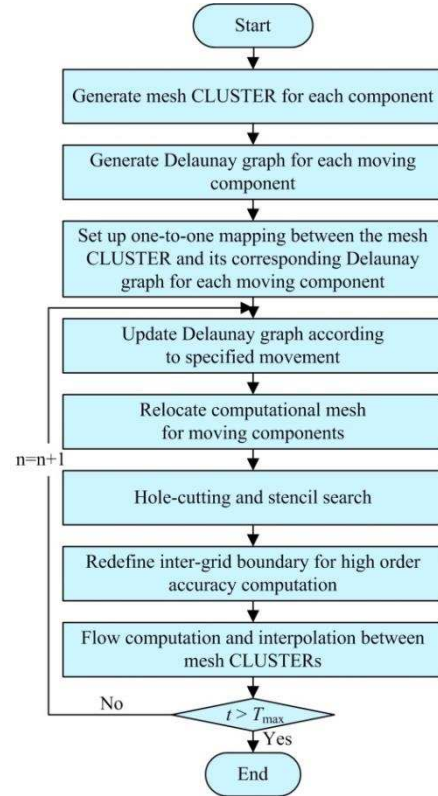 Start
Generate mesh CLUSTER for each component
Generate Delaunay graph for each moving
component
Set up one-to-one mapping between the mesh
CLUSTER and its corresponding Delaunay
graph for each moving component
Update Delaunay graph according
to specified movement
Relocate computational mesh
for moving components
n=n+1
Hole-cutting and stencil search
Redefine inter-grid boundary for high order
accuracy computation
Flow computation and interpolation between
mesh CLUSTERs
No
t > Tmax
Yes
End